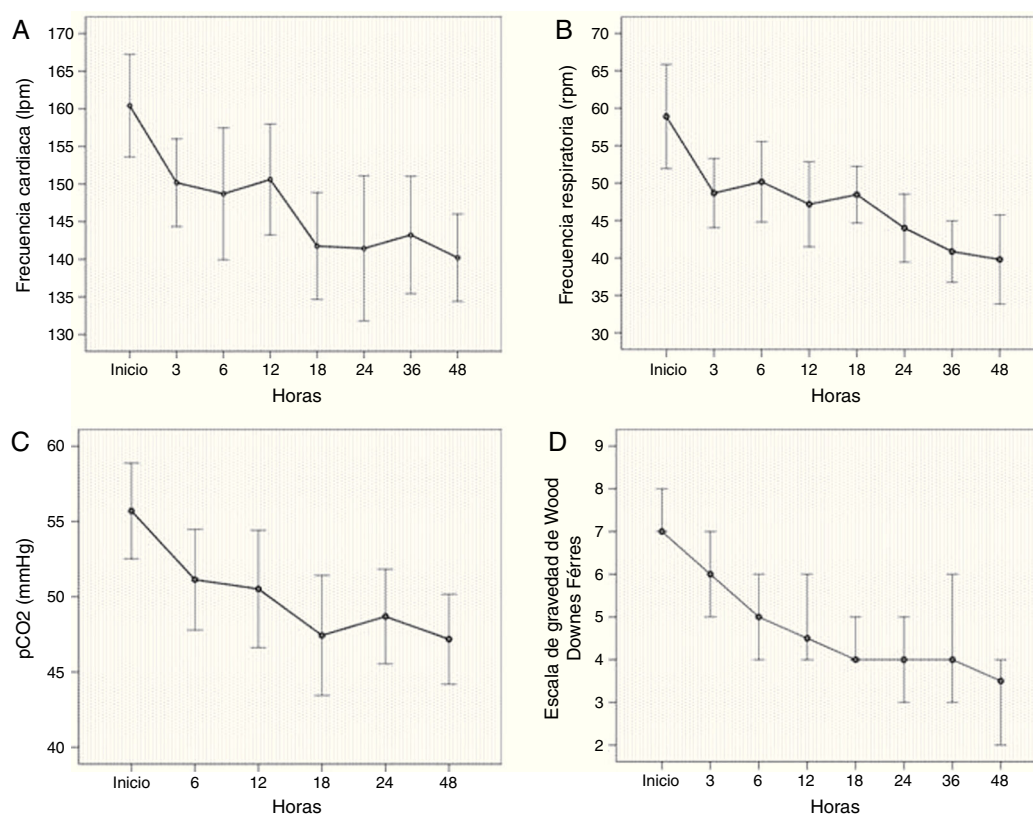 A
Frecuencia cardiaca (lpm)
170
165
160
155
150
145
140
135
130
Inicio 3 6 12 18 24 36 48
Horas
B
Frecuencia respiratoria (rpm)
70
65
60
50
45
40
35
30
Inicio 3 6 12 18 24 36 48
Horas
C
pCO2 (mmHg)
60
55
50
45
40
Inicio 6 12 18 24 48
Horas
D
Escala de gravedad de Wood
Downes Férres
9
8
7
6
5
4
3
2
Inicio 3 6 12 18 24 36 48
Horas